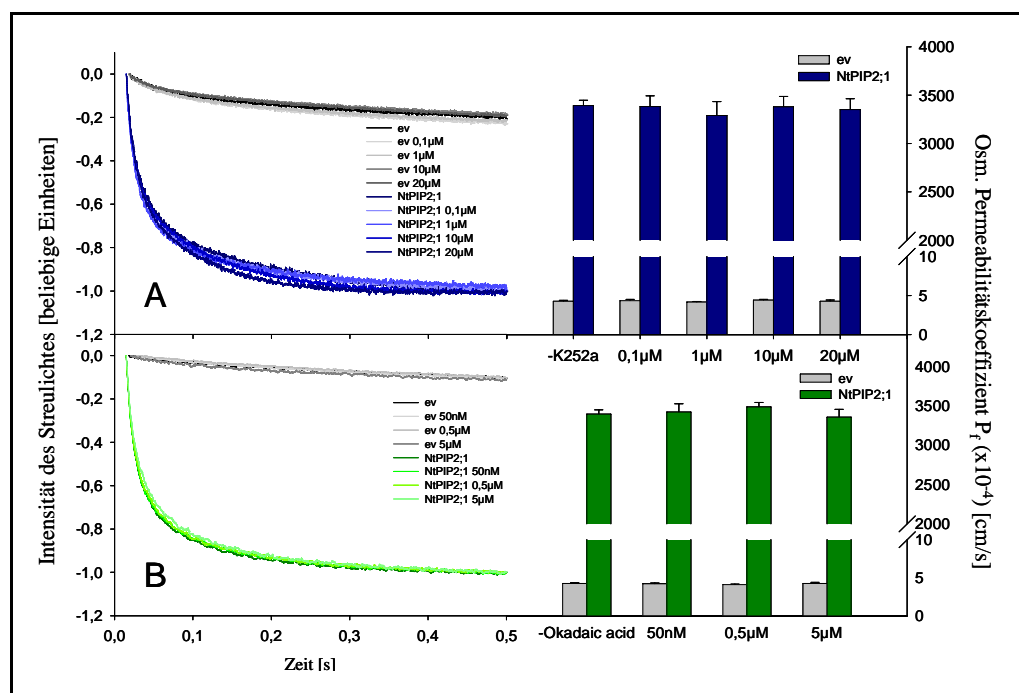 Intensität des Streulichtes [beliebige Einheiten]
0,0
-0,2
-0,4
-0,6
-0,8
-1,0
-1,2
A
ev
ev 0,1µM
ev 1µM
ev 10µM
ev 20µM
NtPIP2;1
NtPIP2;1 0,1µM
NtPIP2;1 1µM
NtPIP2;1 10µM
NtPIP2;1 20µM
ev
NtPIP2;1
4000
3500
3000
2500
2000
10
5
0
-K252a
0,1µM
1µM
10µM
20µM
Osm. Permeabilitätskoeffizient Pf (x10-4) [cm/s]
0,0
-0,2
-0,4
-0,6
-0,8
-1,0
-1,2
B
ev
ev 50nM
ev 0,5µM
ev 5µM
NtPIP2;1
NtPIP2;1 50nM
NtPIP2;1 0,5µM
NtPIP2;1 5µM
ev
NtPIP2;1
4000
3500
3000
2500
2000
10
5
0
-Okadaic acid
50nM
0,5µM
5µM
0,0
0,1
0,2
0,3
0,4
0,5
Zeit [s]